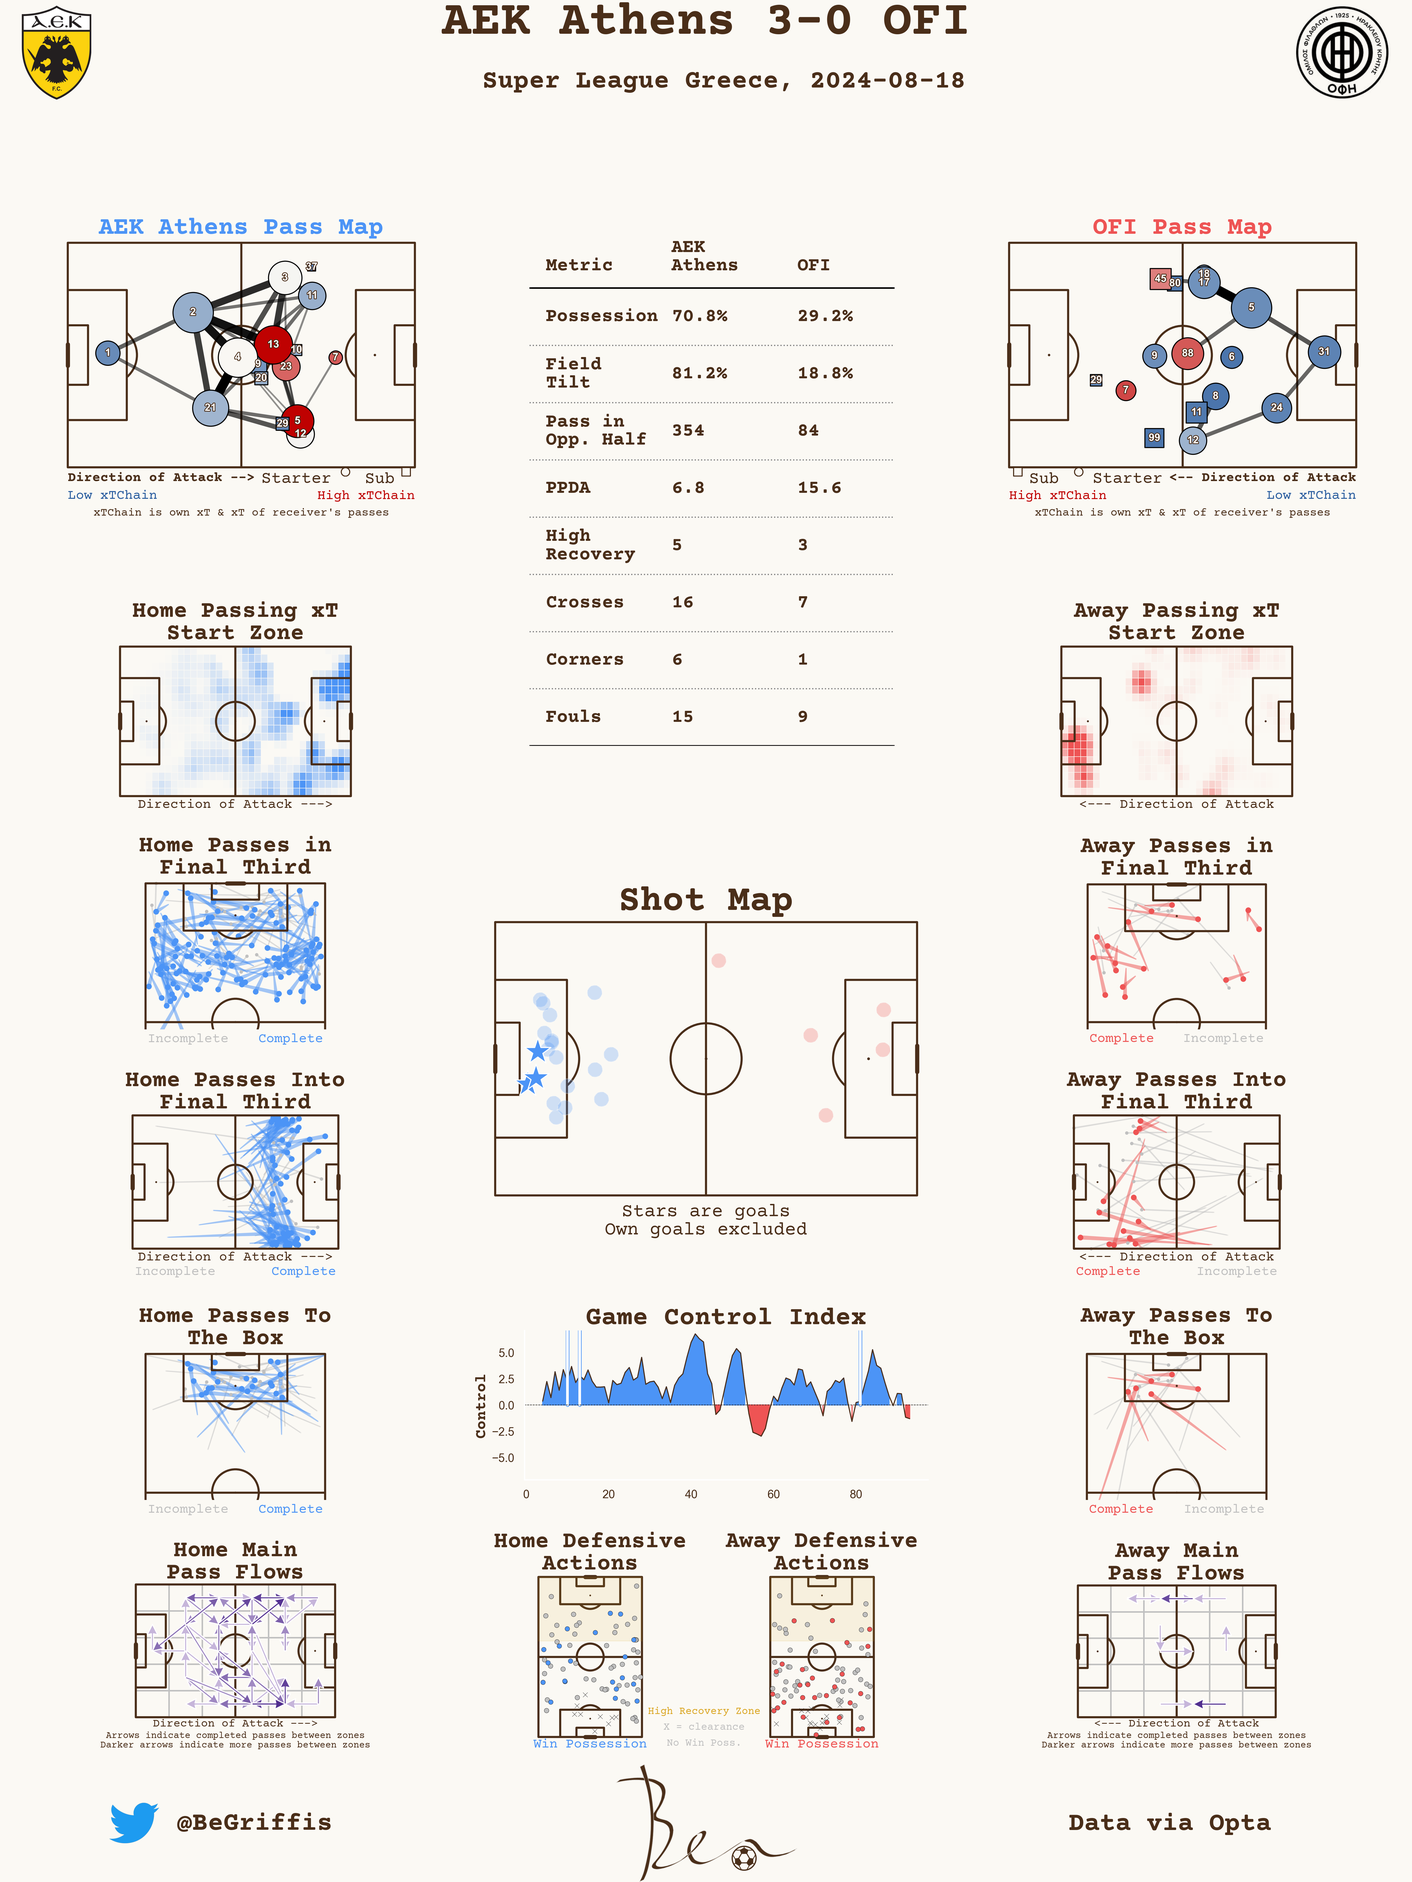 AEK Athens 3-0 OFI
Super League Greece, 2024-08-18
Α.Ε.Κ
F.C.
ΟΜΙΛΟΣ ΦΙΛΑΘΛΩΝ • 1925 • ΗΡΑΚΛΕΙΟΥ ΚΡΗΤΗΣ
ΟΦΗ
AEK Athens Pass Map
37
3
11
2
13
10
1
4
9
23
7
20
21
5
29
12
Direction of Attack --> Starter Sub
Low xTChain High xTChain
xTChain is own xT & xT of receiver's passes
Metric AEK Athens OFI
Possession 70.8% 29.2%
Field Tilt 81.2% 18.8%
Pass in Opp. Half 354 84
PPDA 6.8 15.6
High Recovery 5 3
Crosses 16 7
Corners 6 1
Fouls 15 9
OFI Pass Map
45
80
18
17
5
9
88
6
31
29
7
8
11
24
99
12
Sub Starter <-- Direction of Attack
High xTChain Low xTChain
xTChain is own xT & xT of receiver's passes
Home Passing xT
Start Zone
Direction of Attack --->
Away Passing xT
Start Zone
<--- Direction of Attack
Home Passes in
Final Third
Incomplete Complete
Away Passes in
Final Third
Complete Incomplete
Shot Map
Stars are goals
Own goals excluded
Home Passes Into
Final Third
Direction of Attack --->
Incomplete Complete
Away Passes Into
Final Third
<--- Direction of Attack
Complete Incomplete
Home Passes To
The Box
Incomplete Complete
Game Control Index
Control
5.0
2.5
0.0
−2.5
−5.0
0 20 40 60 80
Away Passes To
The Box
Complete Incomplete
Home Main
Pass Flows
Direction of Attack --->
Arrows indicate completed passes between zones
Darker arrows indicate more passes between zones
Home Defensive
Actions
Win Possession
High Recovery Zone
X = clearance
No Win Poss.
Away Defensive
Actions
Win Possession
Away Main
Pass Flows
<--- Direction of Attack
Arrows indicate completed passes between zones
Darker arrows indicate more passes between zones
@BeGriffis
Ben
Data via Opta